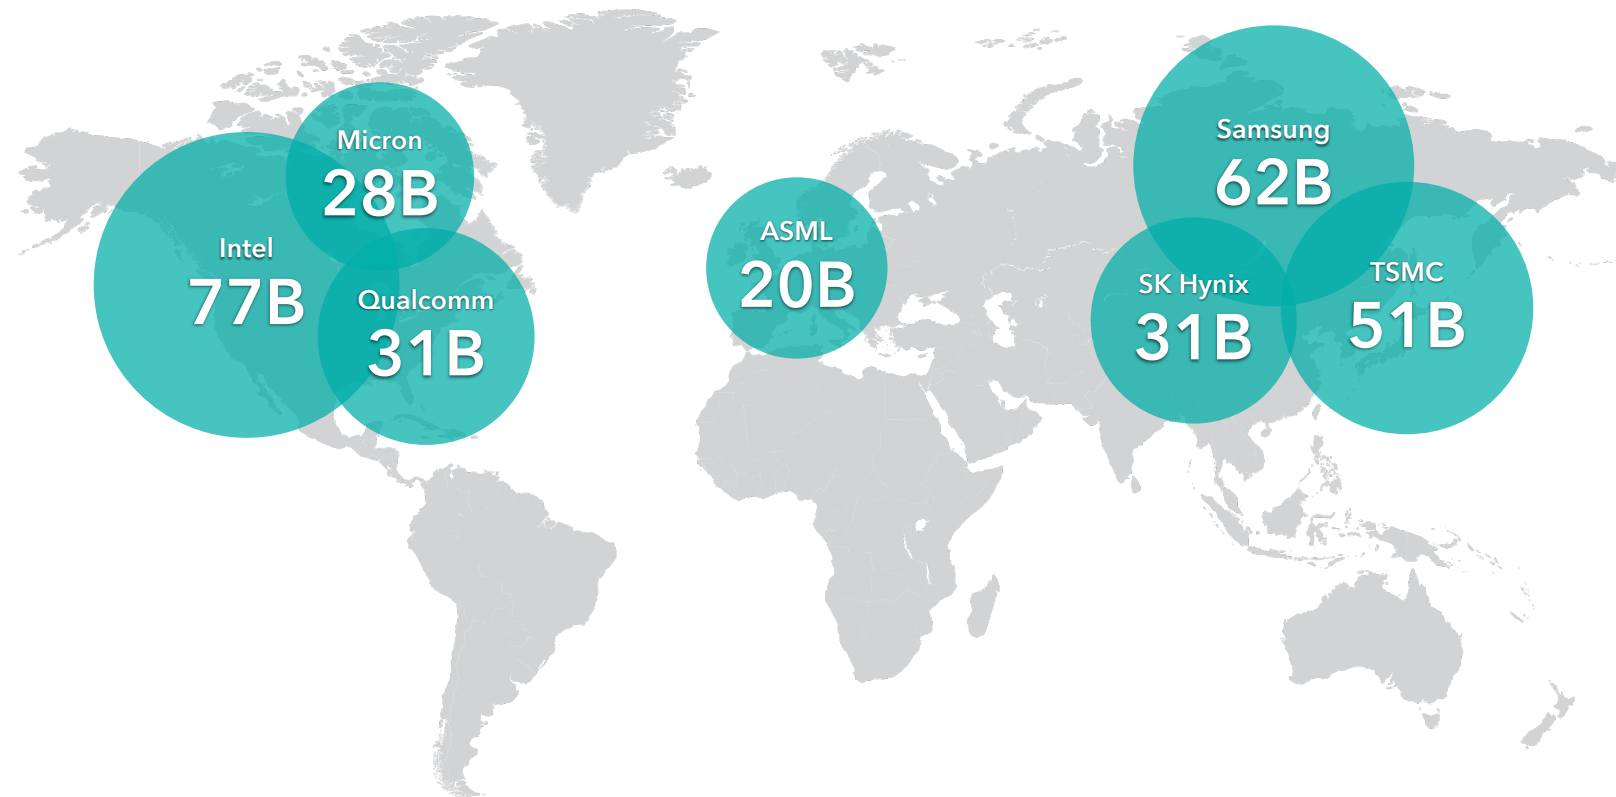 Micron
28B
Intel
77B
Qualcomm
31B
ASML
20B
Samsung
62B
SK Hynix
31B
TSMC
51B